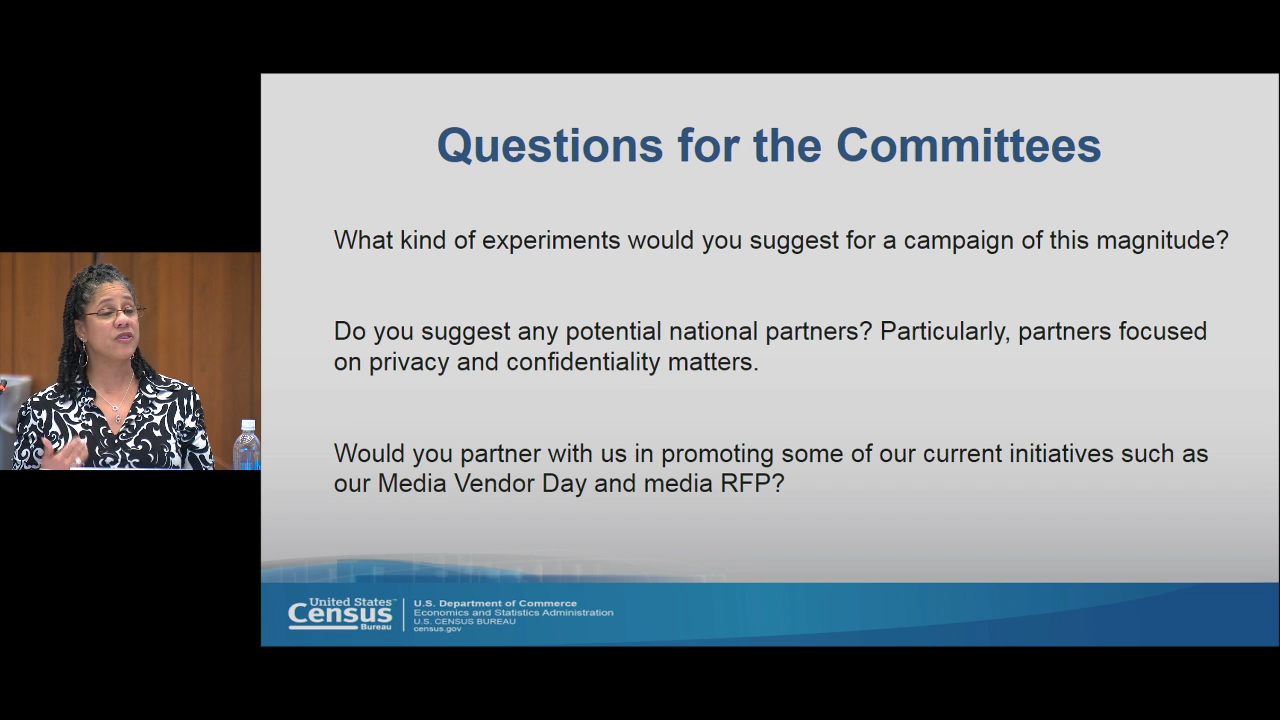 Questions for the Committees
What kind of experiments would you suggest for a campaign of this magnitude?
Do you suggest any potential national partners? Particularly, partners focused
on privacy and confidentiality matters.
Would you partner with us in promoting some of our current initiatives such as
our Media Vendor Day and media RFP?
United States™
Census
Bureau
U.S. Department of Commerce
Economics and Statistics Administration
U.S. CENSUS BUREAU
census.gov